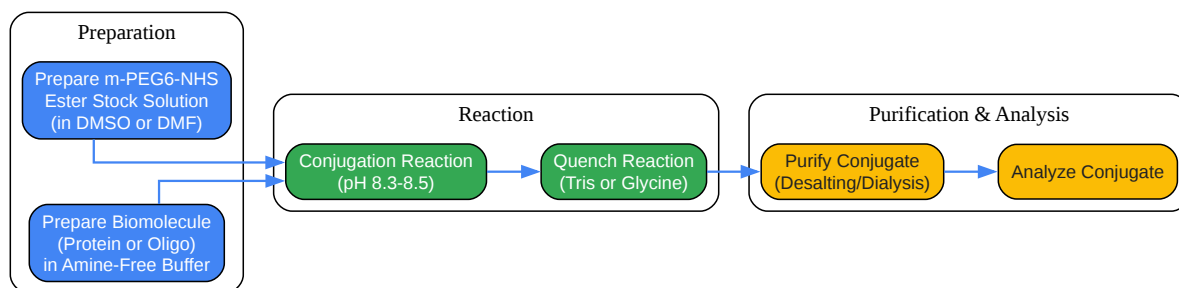 Preparation
Prepare m-PEG6-NHS
Ester Stock Solution
(in DMSO or DMF)
Prepare Biomolecule
(Protein or Oligo)
in Amine-Free Buffer
Reaction
Conjugation Reaction
(pH 8.3-8.5)
Quench Reaction
(Tris or Glycine)
Purification & Analysis
Purify Conjugate
(Desalting/Dialysis)
Analyze Conjugate